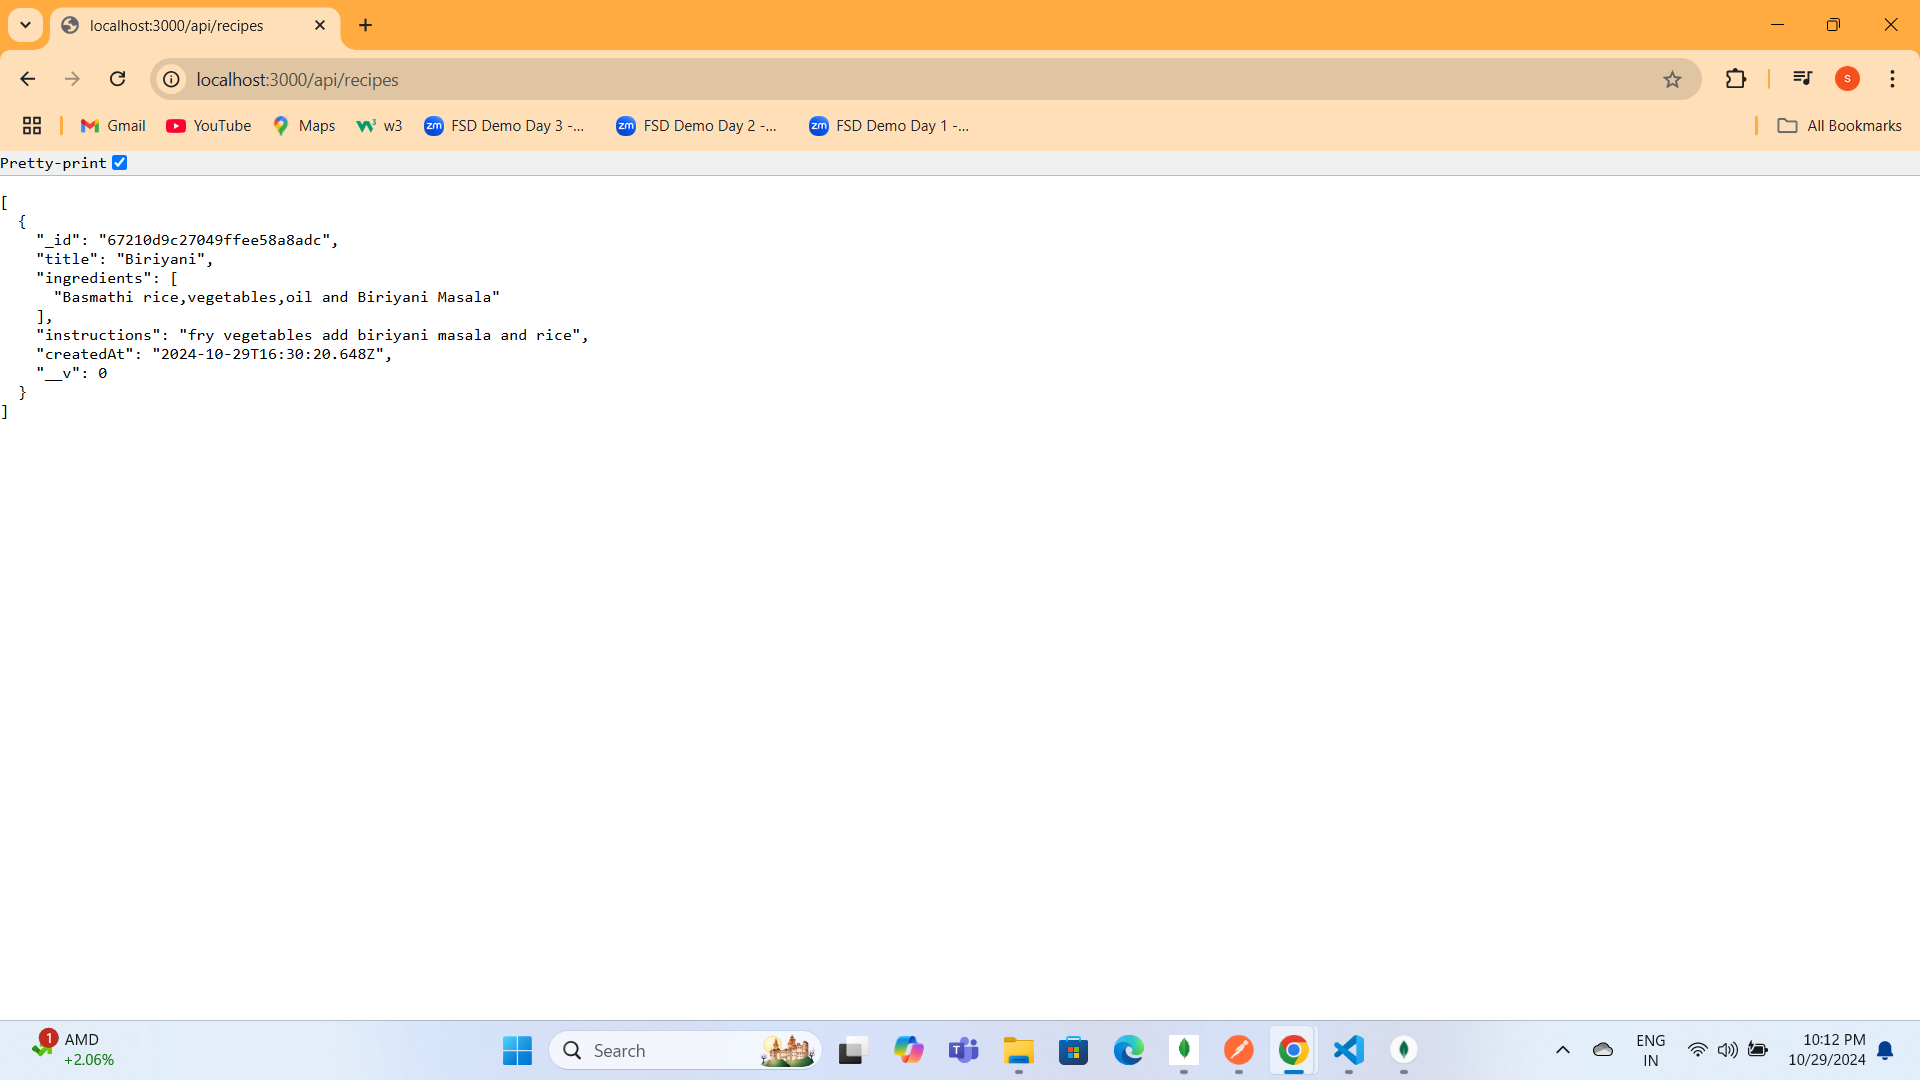 localhost:3000/api/recipes
localhost:3000/api/recipes
S
Gmail YouTube Maps w3 zm FSD Demo Day 3 -... zm FSD Demo Day 2 -... zm FSD Demo Day 1 -... All Bookmarks
Pretty-print
[
  {
    "_id": "67210d9c27049ffee58a8adc",
    "title": "Biriyani",
    "ingredients": [
      "Basmathi rice,vegetables,oil and Biriyani Masala"
    ],
    "instructions": "fry vegetables add biriyani masala and rice",
    "createdAt": "2024-10-29T16:30:20.648Z",
    "__v": 0
  }
]
1 AMD
+2.06%
Search
ENG
IN
10:12 PM
10/29/2024